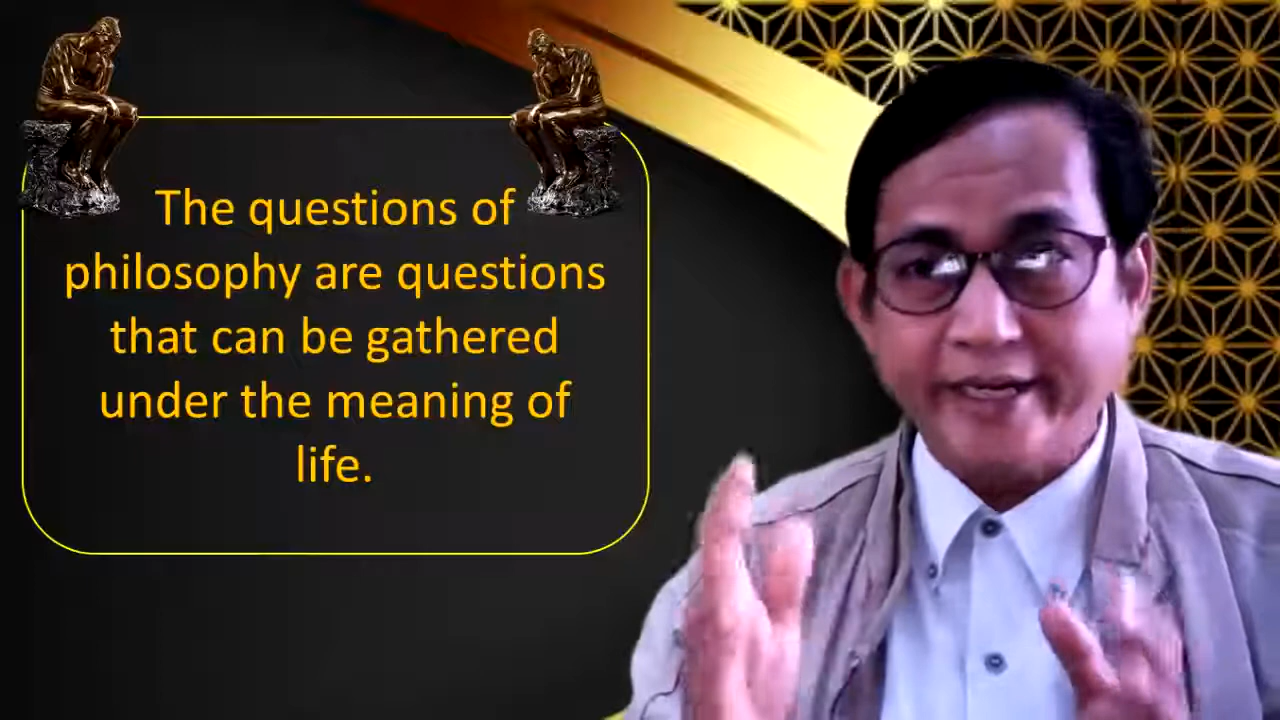 The questions of
philosophy are questions
that can be gathered
under the meaning of
life.